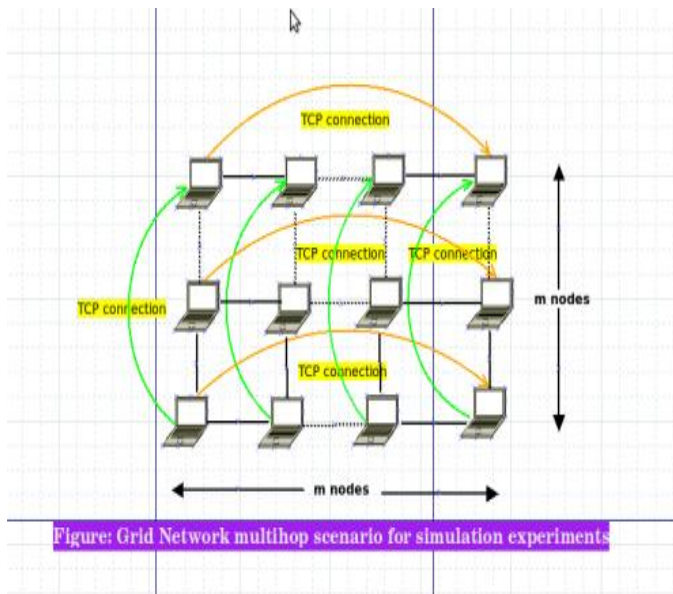 TCP connection
TCP connection
TCP connection
TCP connection
m nodes
TCP connection
m nodes
Figure: Grid Network multihop scenario for simulation experiments